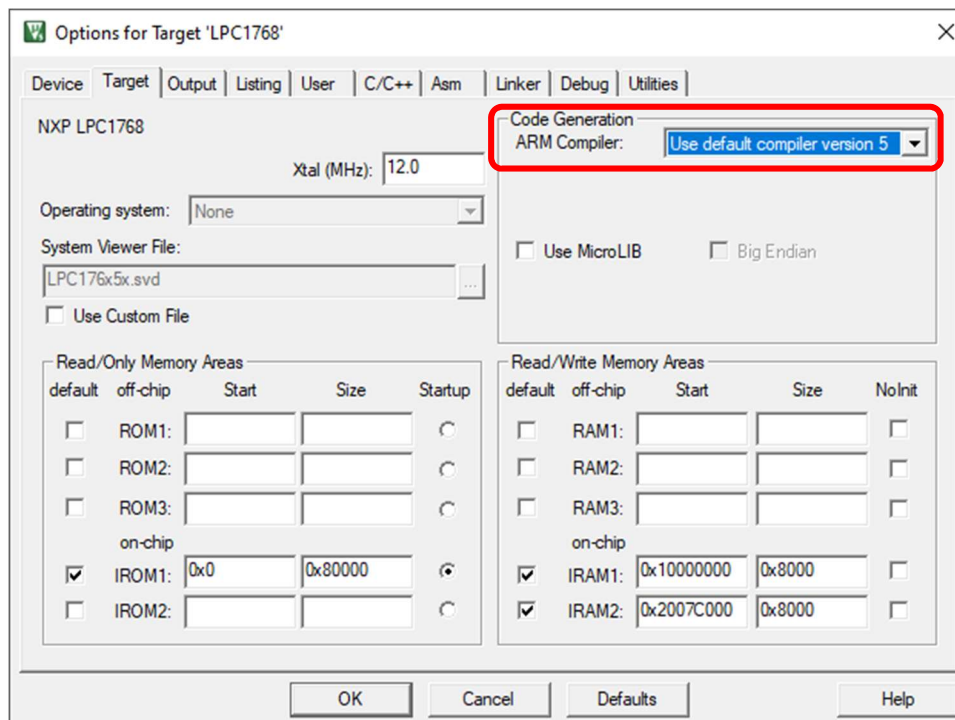 Options for Target 'LPC1768'
Device Target Output Listing User C/C++ Asm Linker Debug Utilities
NXP LPC1768
Xtal (MHz): 12.0
Operating system: None
System Viewer File:
LPC176x5x.svd
...
Use Custom File
Code Generation
ARM Compiler: Use default compiler version 5
Use MicroLIB Big Endian
Read/Only Memory Areas
default off-chip Start Size Startup
ROM1:
ROM2:
ROM3:
on-chip
IROM1: 0x0 0x80000
IROM2:
Read/Write Memory Areas
default off-chip Start Size NoInit
RAM1:
RAM2:
RAM3:
on-chip
IRAM1: 0x10000000 0x8000
IRAM2: 0x2007C000 0x8000
OK Cancel Defaults Help